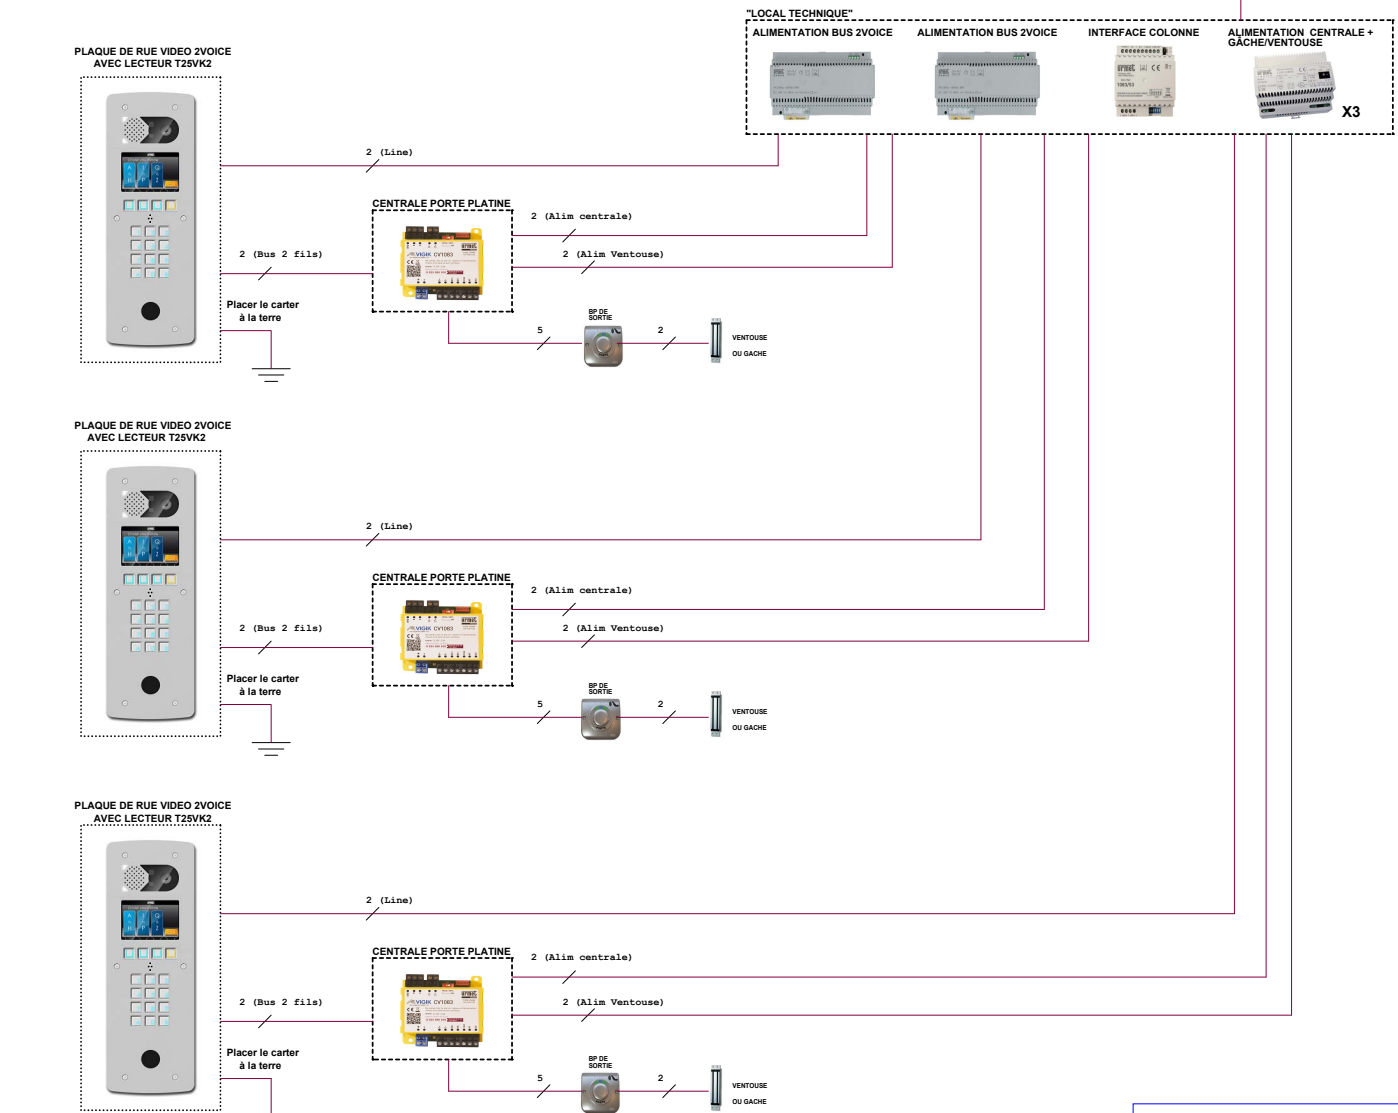 "LOCAL TECHNIQUE"
ALIMENTATION BUS 2VOICE
ALIMENTATION BUS 2VOICE
INTERFACE COLONNE
ALIMENTATION CENTRALE +
GÂCHE/VENTOUSE
X3
PLAQUE DE RUE VIDEO 2VOICE
AVEC LECTEUR T25VK2
2 (Line)
CENTRALE PORTE PLATINE
2 (Alim centrale)
2 (Bus 2 fils)
VIGIK CV1083
2 (Alim Ventouse)
Placer le carter
à la terre
5
BP DE
SORTIE
2
VENTOUSE
OU GACHE
PLAQUE DE RUE VIDEO 2VOICE
AVEC LECTEUR T25VK2
2 (Line)
CENTRALE PORTE PLATINE
2 (Alim centrale)
2 (Bus 2 fils)
VIGIK CV1083
2 (Alim Ventouse)
Placer le carter
à la terre
5
BP DE
SORTIE
2
VENTOUSE
OU GACHE
PLAQUE DE RUE VIDEO 2VOICE
AVEC LECTEUR T25VK2
2 (Line)
CENTRALE PORTE PLATINE
2 (Alim centrale)
2 (Bus 2 fils)
VIGIK CV1083
2 (Alim Ventouse)
Placer le carter
à la terre
5
BP DE
SORTIE
2
VENTOUSE
OU GACHE